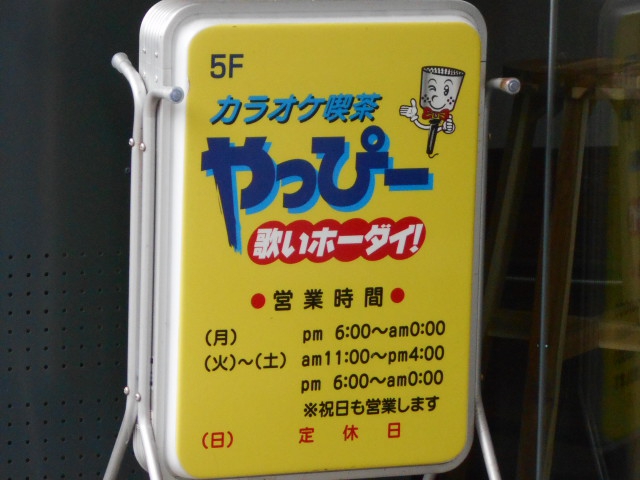 5F
カラオケ喫茶
やっぴー
歌いホーダイ!
●営業時間●
(月) pm 6:00～am0:00
(火)～(土) am11:00～pm4:00
pm 6:00～am0:00
※祝日も営業します
(日) 定休日